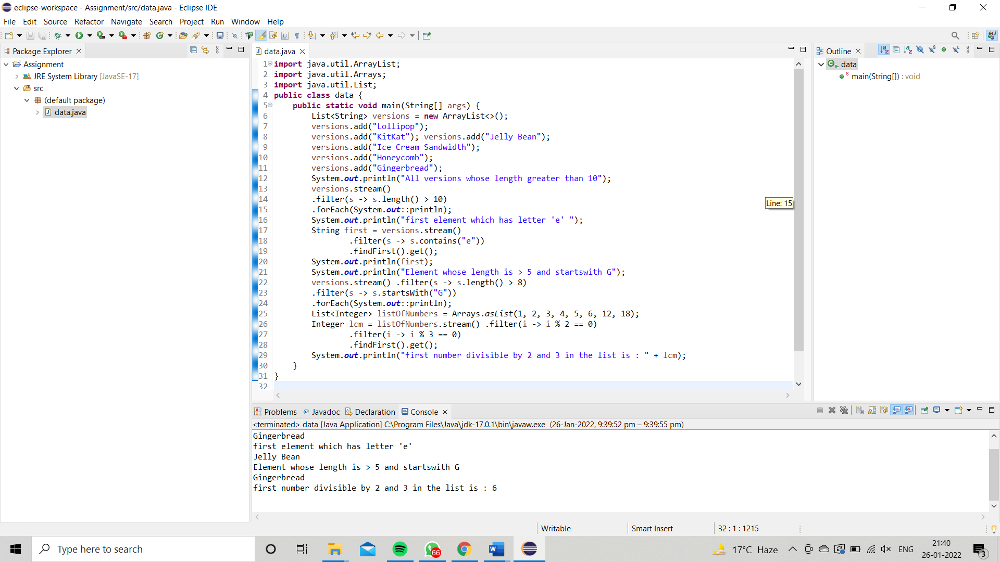 eclipse-workspace - Assignment/src/data.java - Eclipse IDE
File Edit Source Refactor Navigate Search Project Run Window Help
Package Explorer
Assignment
JRE System Library [JavaSE-17]
src
(default package)
data.java
data.java
1 import java.util.ArrayList;
2 import java.util.Arrays;
3 import java.util.List;
4 public class data {
5 public static void main(String[] args) {
6 List<String> versions = new ArrayList<>();
7 versions.add("Lollipop");
8 versions.add("KitKat"); versions.add("Jelly Bean");
9 versions.add("Ice Cream Sandwidth");
10 versions.add("Honeycomb");
11 versions.add("Gingerbread");
12 System.out.println("All versions whose length greater than 10");
13 versions.stream()
14 .filter(s -> s.length() > 10)
15 .forEach(System.out::println);
16 System.out.println("first element which has letter 'e' ");
17 String first = versions.stream()
18 .filter(s -> s.contains("e"))
19 .findFirst().get();
20 System.out.println(first);
21 System.out.println("Element whose length is > 5 and startswith G");
22 versions.stream() .filter(s -> s.length() > 8)
23 .filter(s -> s.startsWith("G"))
24 .forEach(System.out::println);
25 List<Integer> listOfNumbers = Arrays.asList(1, 2, 3, 4, 5, 6, 12, 18);
26 Integer lcm = listOfNumbers.stream() .filter(i -> i % 2 == 0)
27 .filter(i -> i % 3 == 0)
28 .findFirst().get();
29 System.out.println("first number divisible by 2 and 3 in the list is : " + lcm);
30 }
31 }
32
Line: 15
Outline
data
main(String[]) : void
Problems @ Javadoc Declaration Console
<terminated> data [Java Application] C:\Program Files\Java\jdk-17.0.1\bin\javaw.exe (26-Jan-2022, 9:39:52 pm – 9:39:55 pm)
Gingerbread
first element which has letter 'e'
Jelly Bean
Element whose length is > 5 and startswith G
Gingerbread
first number divisible by 2 and 3 in the list is : 6
Writable Smart Insert 32 : 1 : 1215
Type here to search
66
17°C Haze
ENG
21:40
26-01-2022
3